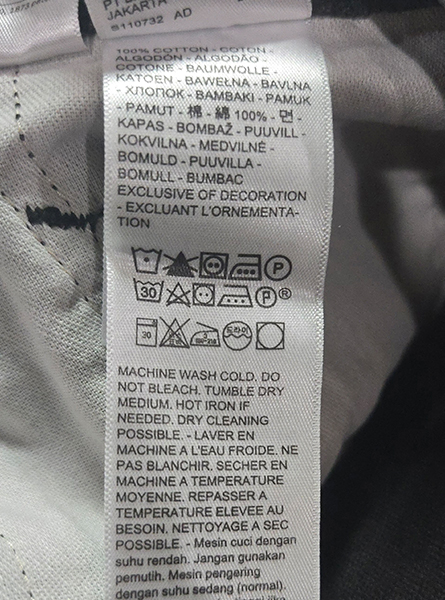 JAKARTA
S110732 AD
100% COTTON - COTON -
ALGODÓN - ALGODÃO -
COTONE - BAUMWOLLE -
KATOEN - BAWEŁNA - BAVLNA
- ХЛОПОК - BAMBAKI - PAMUK
- PAMUT - 棉 - 綿 100% - 면 -
KAPAS - BOMBAŽ - PUUVILL -
KOKVILNA - MEDVILNĖ -
BOMULD - PUUVILLA -
BOMULL - BUMBAC
EXCLUSIVE OF DECORATION
- EXCLUANT L'ORNEMENTA-
TION
P
30 P®
30 드라이
MACHINE WASH COLD. DO
NOT BLEACH. TUMBLE DRY
MEDIUM. HOT IRON IF
NEEDED. DRY CLEANING
POSSIBLE. - LAVER EN
MACHINE A L'EAU FROIDE. NE
PAS BLANCHIR. SECHER EN
MACHINE A TEMPERATURE
MOYENNE. REPASSER A
TEMPERATURE ELEVEE AU
BESOIN. NETTOYAGE A SEC
POSSIBLE. - Mesin cuci dengan
suhu rendah. Jangan gunakan
pemutih. Mesin pengering
dengan suhu sedang (normal).